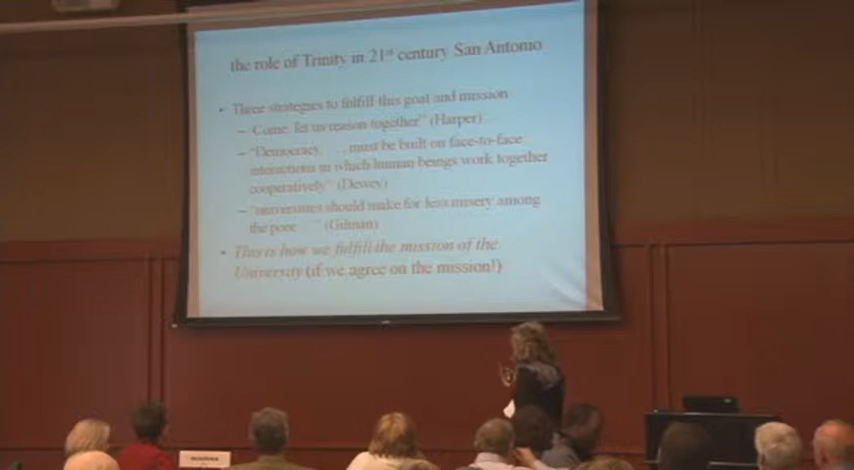 the role of Trinity in 21st century San Antonio
• Three strategies to fulfill this goal and mission
– "Come, let us reason together" (Harper)
– "Democracy. . . .must be built on face-to-face
interactions in which human beings work together
cooperatively" (Dewey)
– "universities should make for less misery among
the poor . . ." (Gilman)
• This is how we fulfill the mission of the
University (if we agree on the mission!)